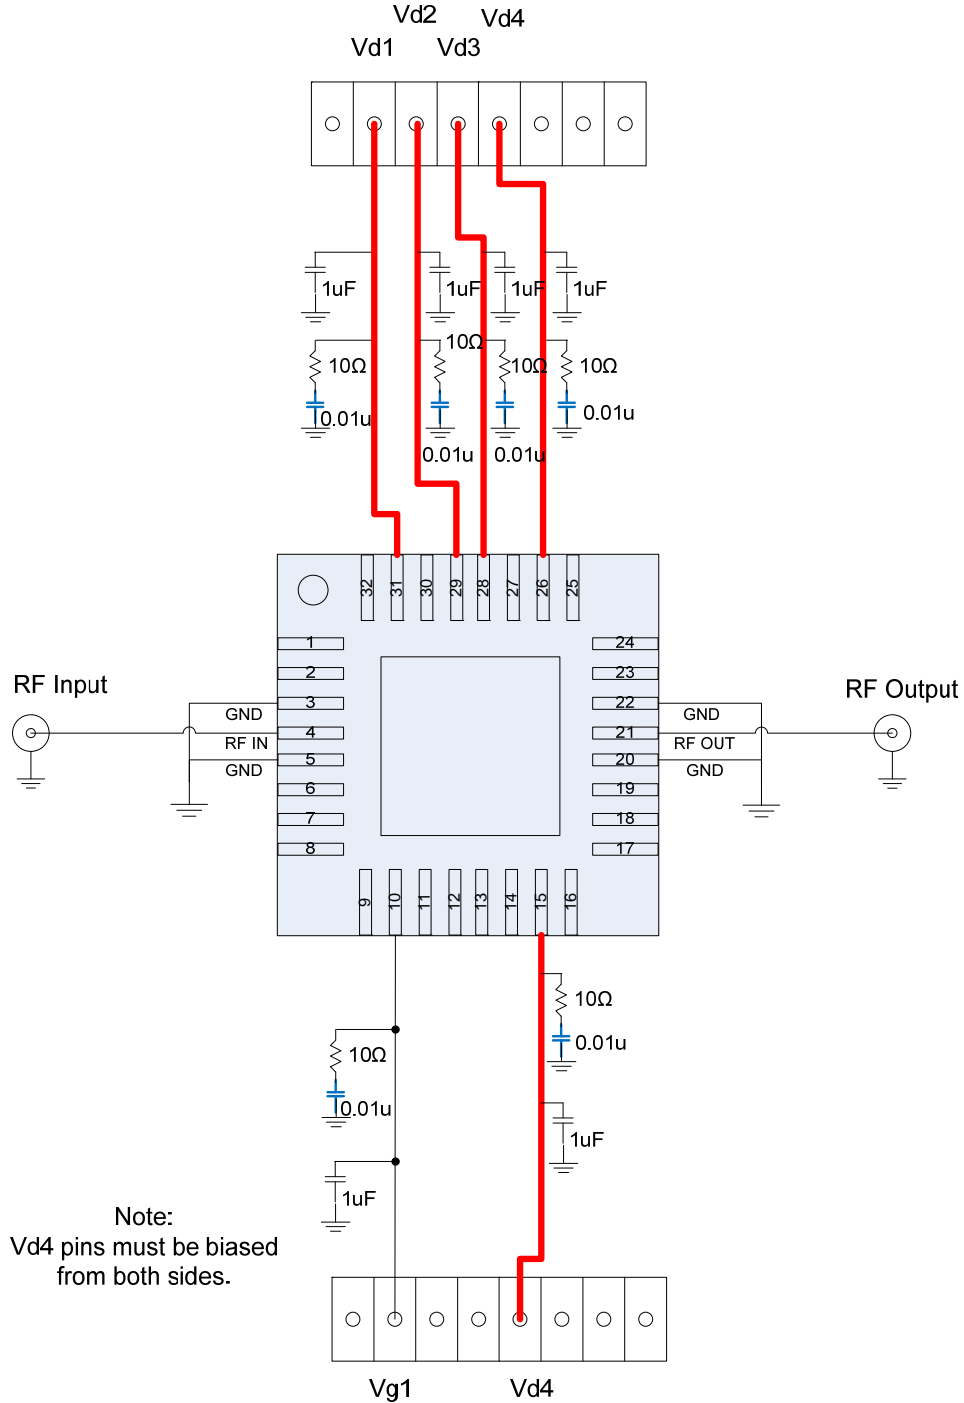 Vd2
Vd4
Vd1
Vd3
1uF
1uF
1uF
1uF
10Ω
10Ω
10Ω
10Ω
0.01u
0.01u
0.01u
0.01u
32
31
30
29
28
27
26
25
1
2
3
4
5
6
7
8
24
23
22
21
20
19
18
17
RF Input
GND
RF IN
GND
RF Output
GND
RF OUT
GND
9
10
11
12
13
14
15
16
10Ω
0.01u
10Ω
0.01u
1uF
1uF
Note:
Vd4 pins must be biased
from both sides.
Vg1
Vd4